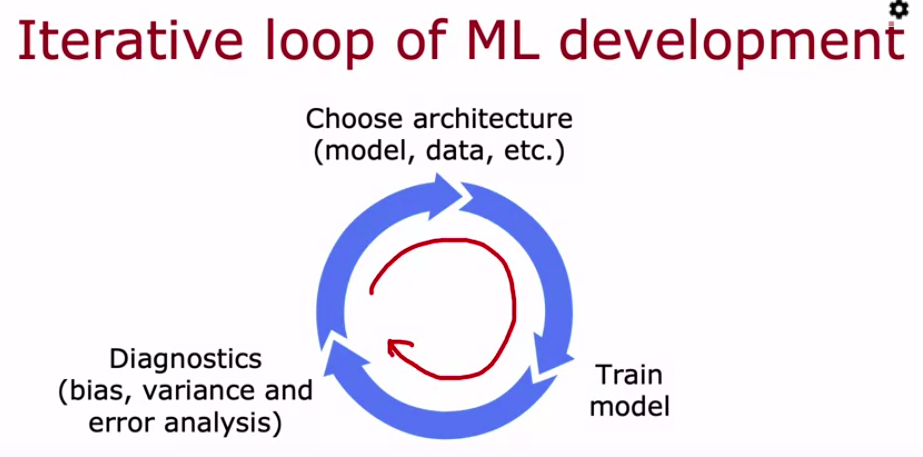 Iterative loop of ML development
Choose architecture
(model, data, etc.)
Diagnostics
(bias, variance and
error analysis)
Train
model